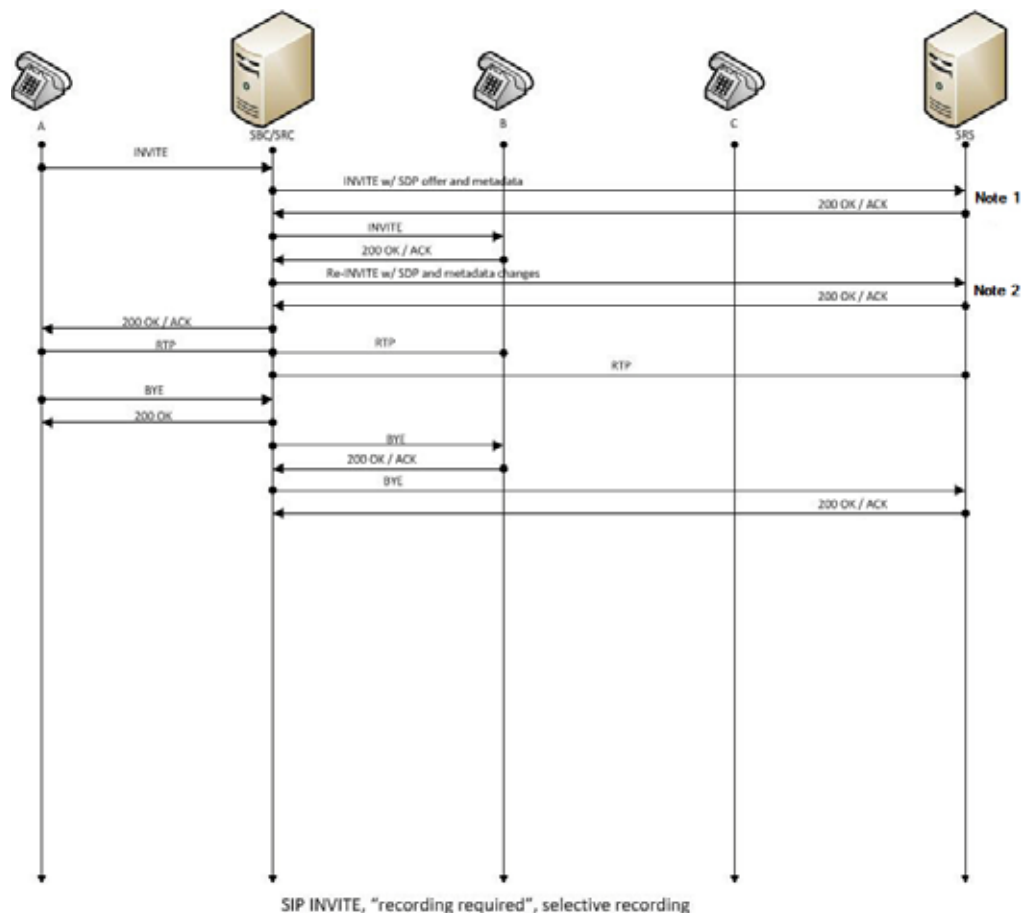 A
SBC/SRC
B
C
SRS
INVITE
INVITE w/ SDP offer and metadata
Note 1
200 OK / ACK
INVITE
200 OK / ACK
Re-INVITE w/ SDP and metadata changes
Note 2
200 OK / ACK
200 OK / ACK
RTP
RTP
RTP
BYE
200 OK
BYE
200 OK / ACK
BYE
200 OK / ACK
SIP INVITE, “recording required”, selective recording